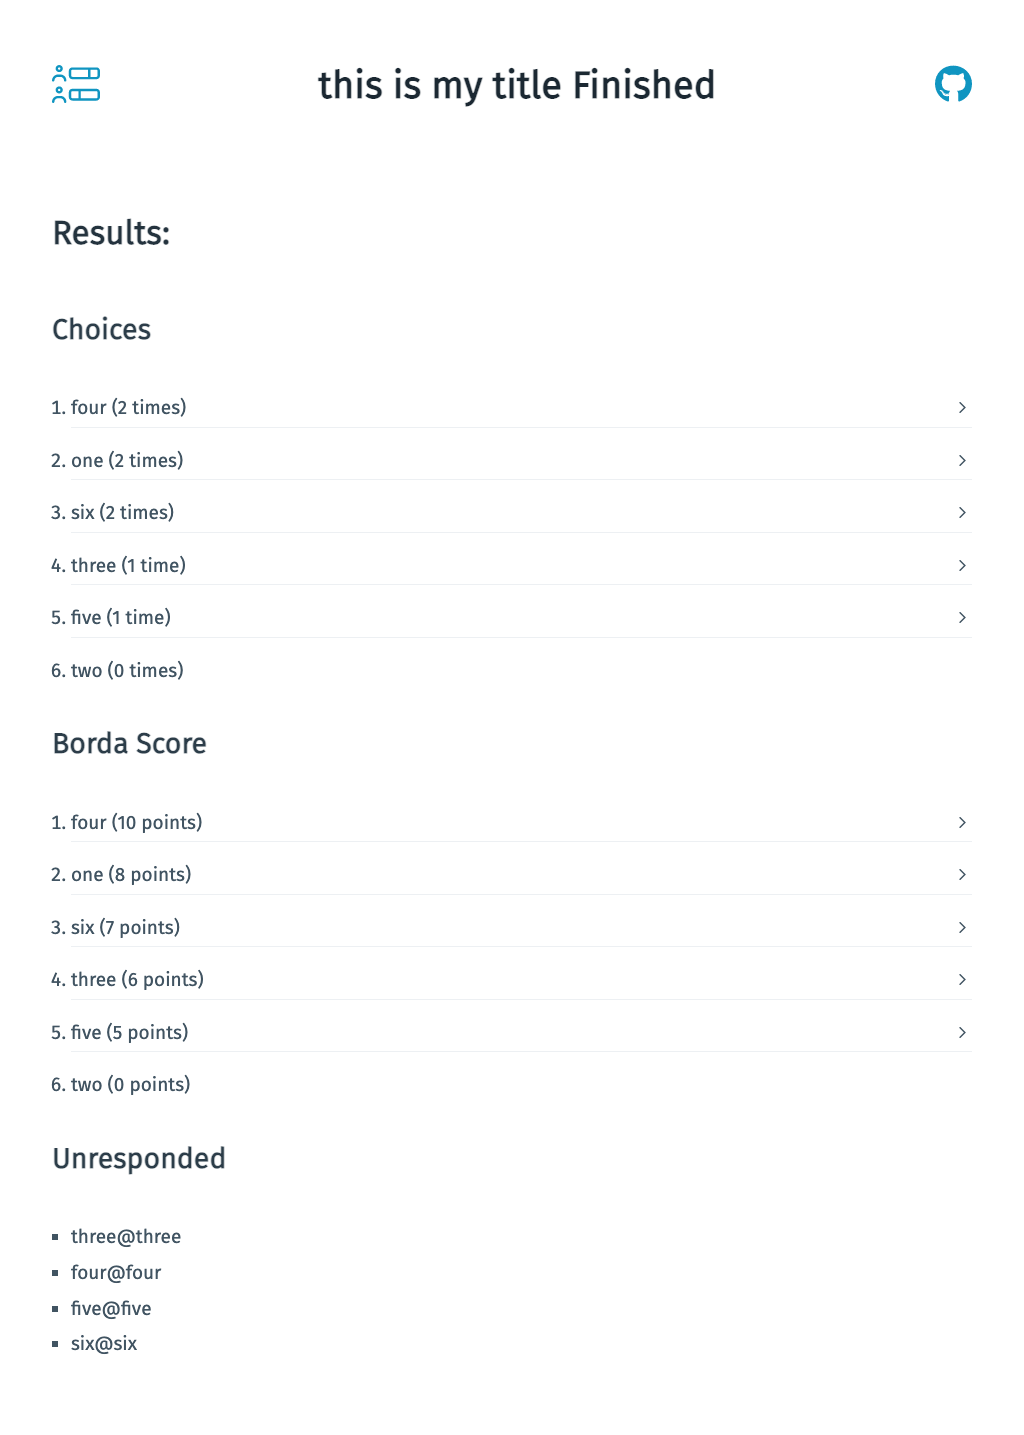 this is my title Finished
Results:
Choices
1. four (2 times)
2. one (2 times)
3. six (2 times)
4. three (1 time)
5. five (1 time)
6. two (0 times)
Borda Score
1. four (10 points)
2. one (8 points)
3. six (7 points)
4. three (6 points)
5. five (5 points)
6. two (0 points)
Unresponded
three@three
four@four
five@five
six@six